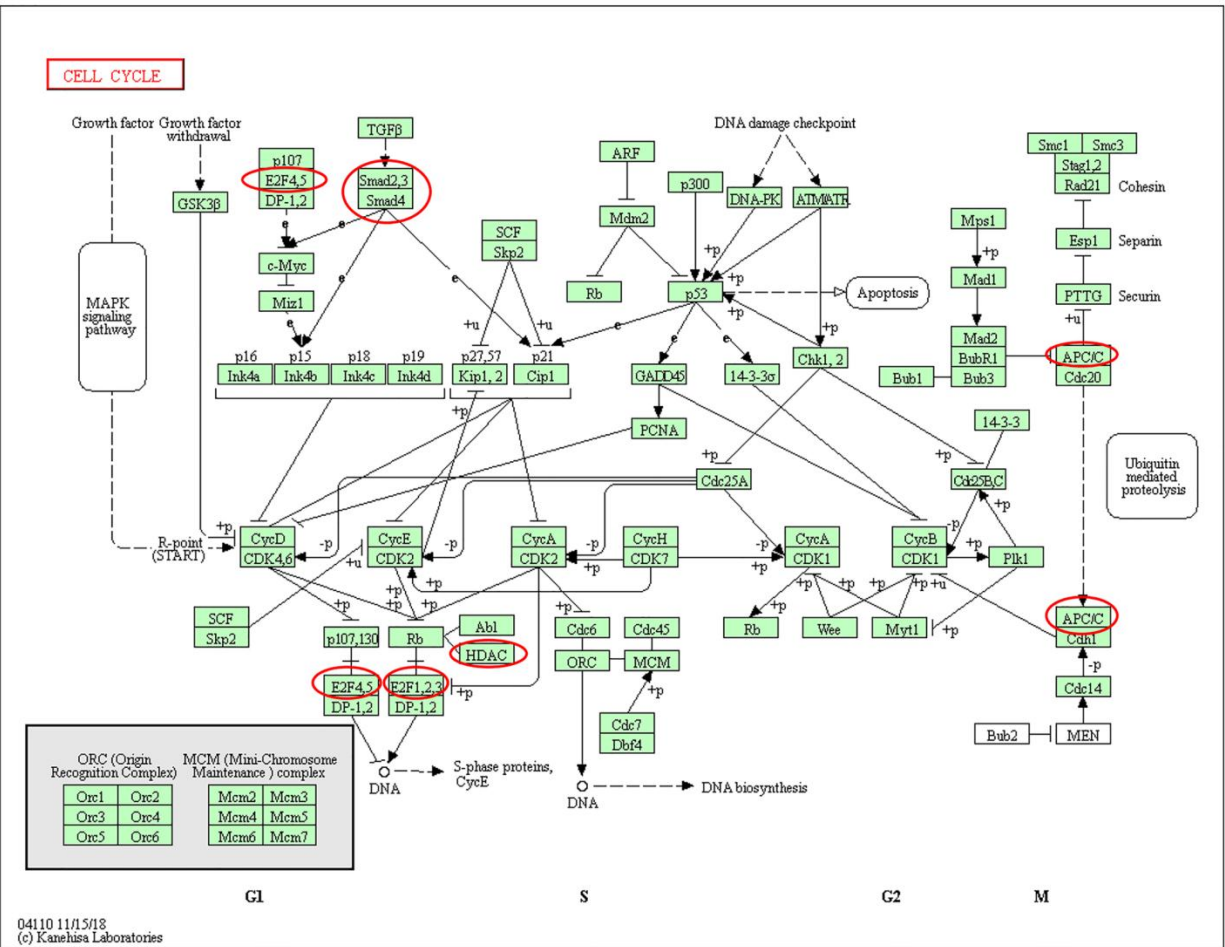 CELL CYCLE
Growth factor
Growth factor
withdrawal
TGFβ
DNA damage checkpoint
p107
E2F4,5
DP-1,2
Smad2,3
Smad4
GSK3β
ARF
p300
DNA-PK
ATM/ATR
Smc1
Smc3
Stag1,2
Rad21
Cohesin
Mdm2
Mps1
SCF
Skp2
e
e
+p
+p
+p
+p
Esp1
Separin
c-Myc
Miz1
e
e
e
Rb
p53
Apoptosis
Mad1
PTTG
Securin
MAPK
signaling
pathway
+u
+u
e
e
e
+p
+p
+u
Mad2
BubR1
Bub3
Bub1
APC/C
Cdc20
p16
p15
p18
p19
p27,57
p21
Ink4a
Ink4b
Ink4c
Ink4d
Kip1, 2
Cip1
GADD45
14-3-3σ
Chk1, 2
+p
PCNA
14-3-3
Ubiquitin
mediated
proteolysis
+p
+p
Cdc25A
Cdc25B,C
+p
R-point
(START)
+p
CycD
CDK4,6
-p
CycE
CDK2
-p
CycA
CDK2
-p
+p
CycH
CDK7
-p
+p
CycA
CDK1
CycB
CDK1
-p
+p
Plk1
+u
+u
+p
+p
+p
+p
+p
+p
+p
+p
+p
SCF
Skp2
p107,130
Rb
Abl
HDAC
Cdc6
Cdc45
ORC
MCM
Rb
Wee
Myt1
APC/C
Cdh1
-p
Cdc14
E2F4,5
DP-1,2
E2F1,2,3
DP-1,2
+p
+p
Cdc7
Dbf4
Bub2
MEN
DNA
S-phase proteins,
CycE
DNA
DNA biosynthesis
ORC (Origin
Recognition Complex)
MCM (Mini-Chromosome
Maintenance ) complex
Orc1
Orc2
Mcm2
Mcm3
Orc3
Orc4
Mcm4
Mcm5
Orc5
Orc6
Mcm6
Mcm7
G1
S
G2
M
04110 11/15/18
(c) Kanehisa Laboratories